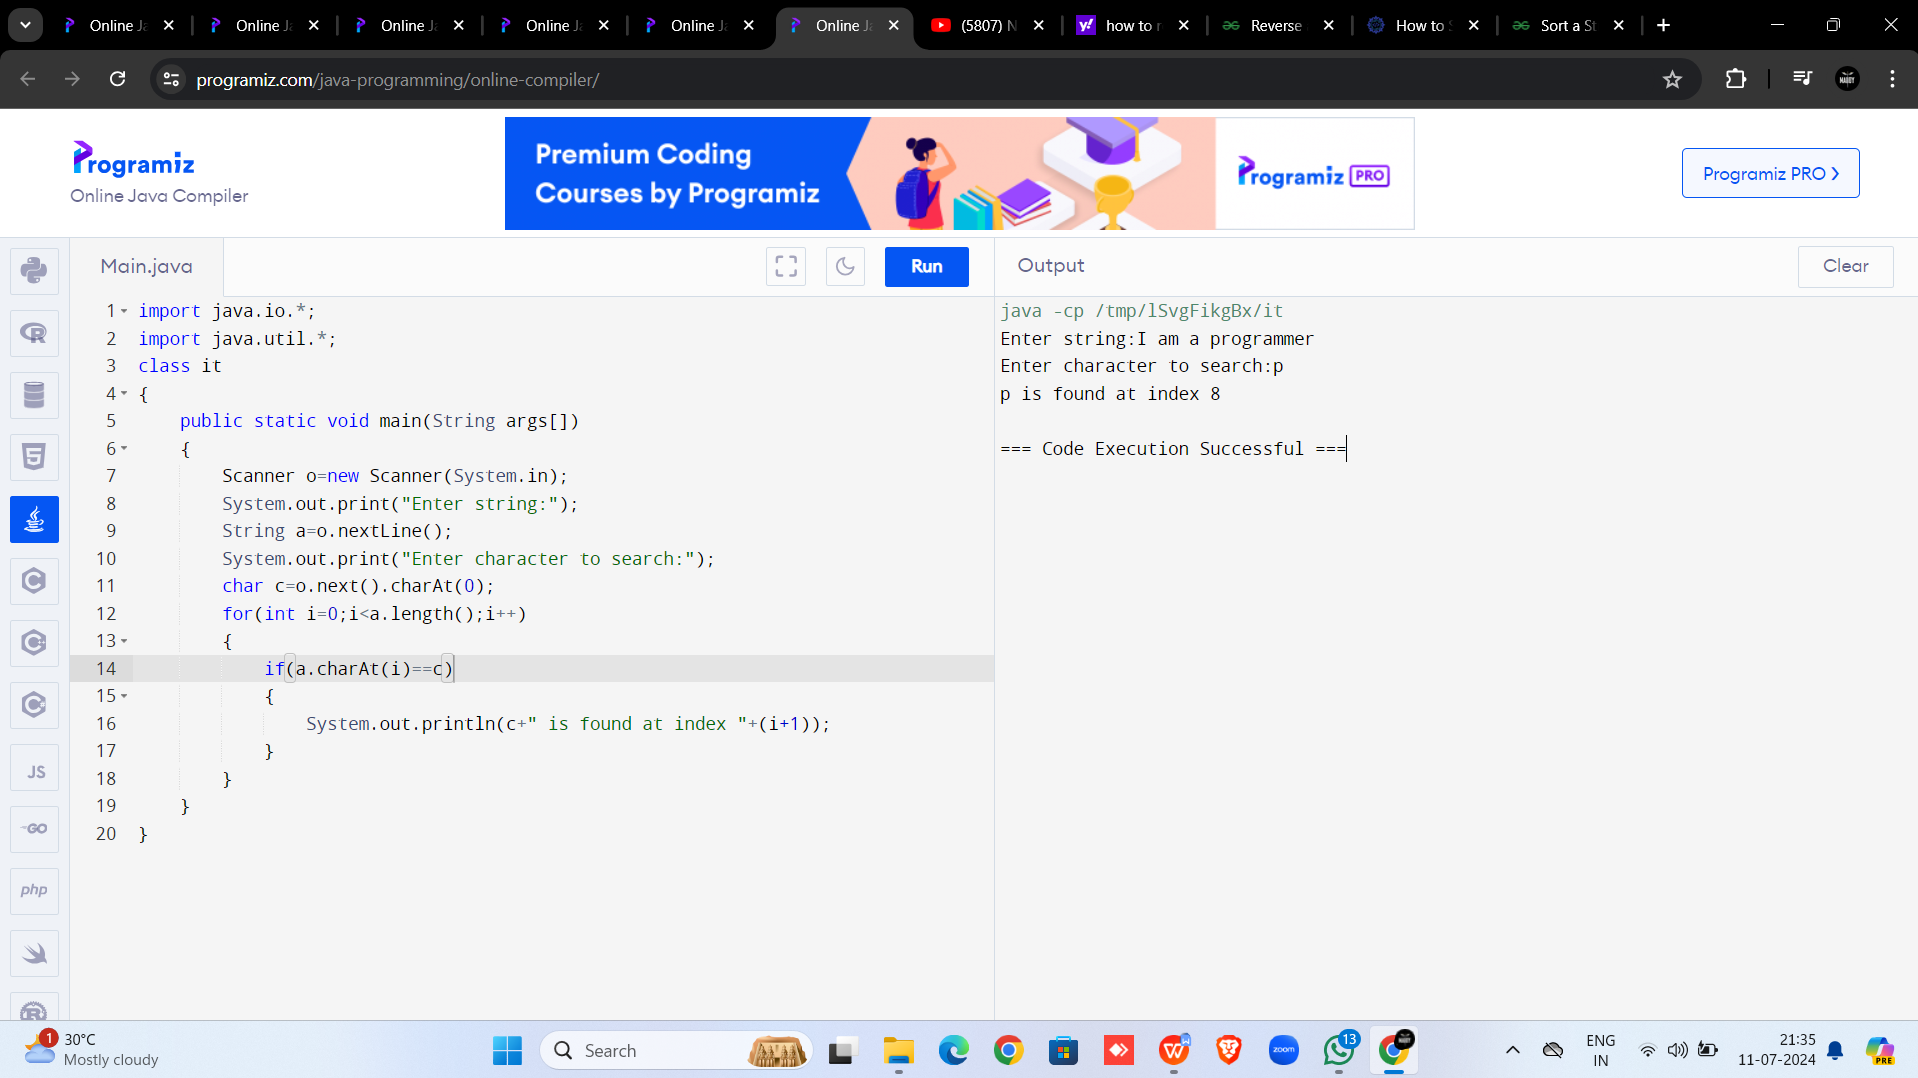 Online Ja
Online Ja
Online Ja
Online Ja
Online Ja
Online Ja
(5807) N
how to r
Reverse
How to S
Sort a St
programiz.com/java-programming/online-compiler/
Programiz
Online Java Compiler
Premium Coding
Courses by Programiz
Programiz PRO
Programiz PRO ❯
Main.java
Run
Output
Clear
1 import java.io.*;
2 import java.util.*;
3 class it
4 {
5 public static void main(String args[])
6 {
7 Scanner o=new Scanner(System.in);
8 System.out.print("Enter string:");
9 String a=o.nextLine();
10 System.out.print("Enter character to search:");
11 char c=o.next().charAt(0);
12 for(int i=0;i<a.length();i++)
13 {
14 if(a.charAt(i)==c)
15 {
16 System.out.println(c+" is found at index "+(i+1));
17 }
18 }
19 }
20 }
java -cp /tmp/lSvgFikgBx/it
Enter string:I am a programmer
Enter character to search:p
p is found at index 8
=== Code Execution Successful ===
JS
GO
php
1
30°C
Mostly cloudy
Search
zoom
13
ENG
IN
21:35
11-07-2024
PRE